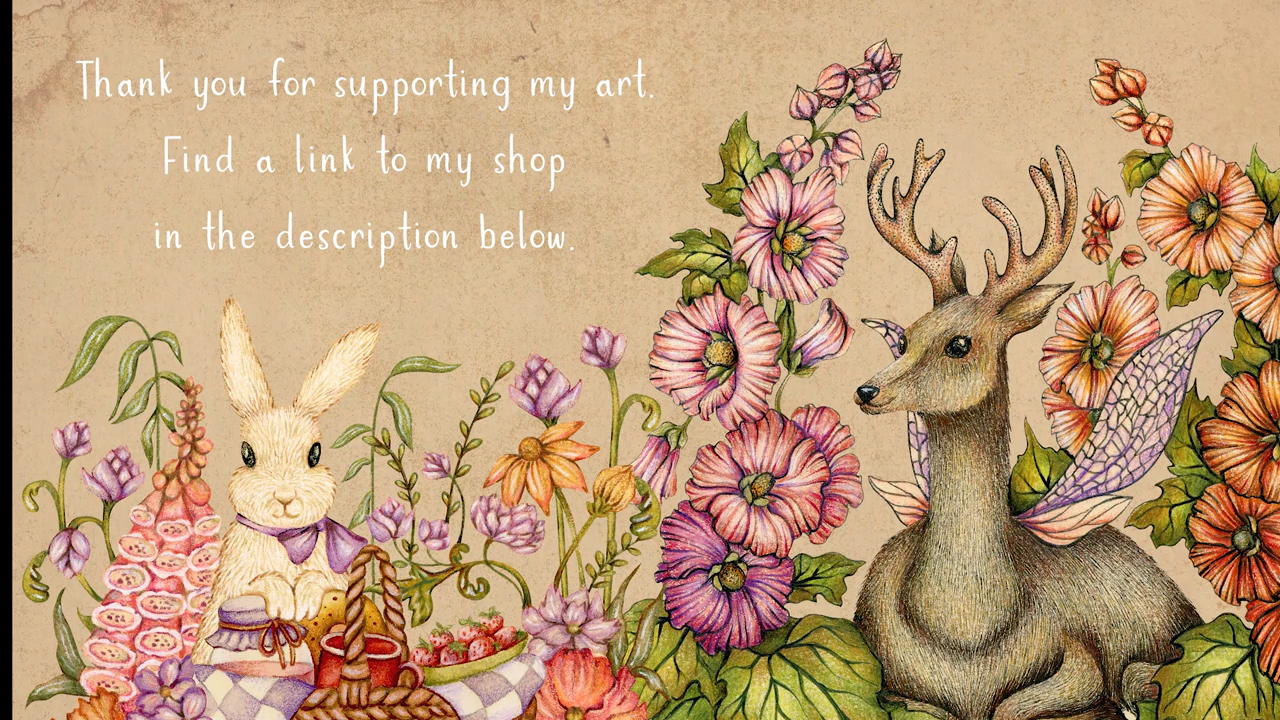 Thank you for supporting my art.
Find a link to my shop
in the description below.